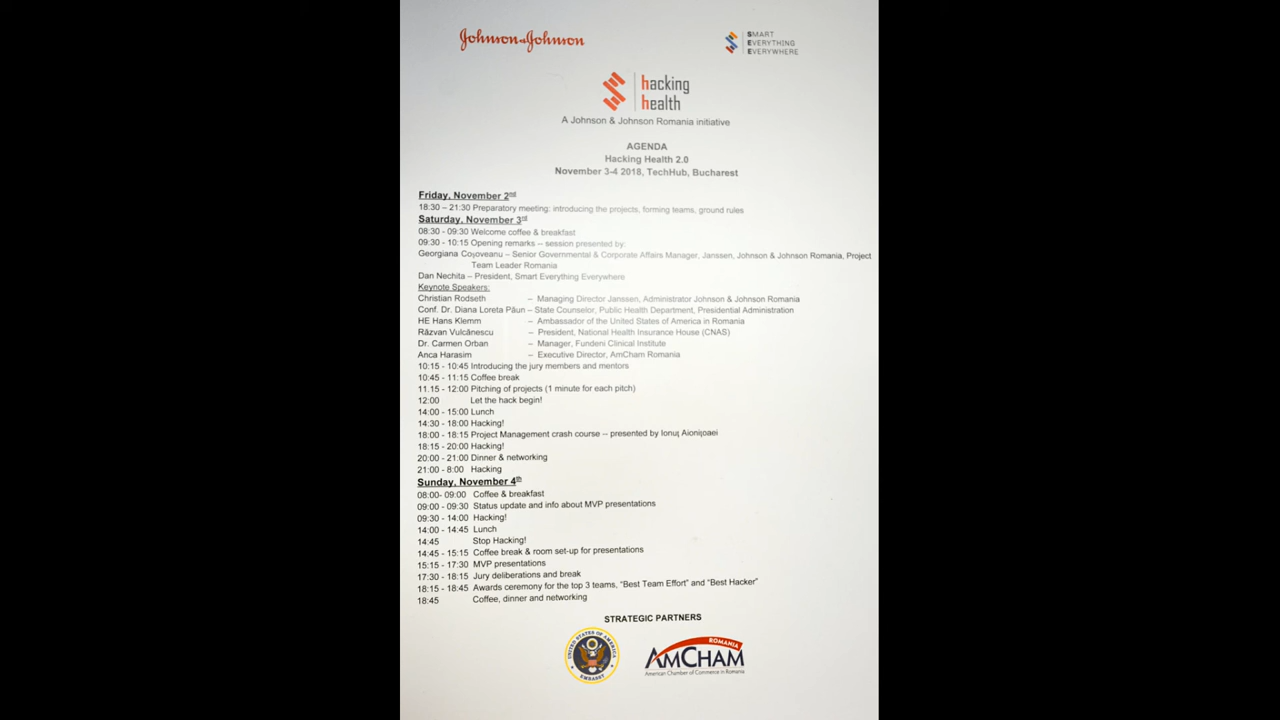 Johnson & Johnson
SMART
EVERYTHING
EVERYWHERE
hacking
health
A Johnson & Johnson Romania initiative
AGENDA
Hacking Health 2.0
November 3-4 2018, TechHub, Bucharest
Friday, November 2nd
18:30 – 21:30 Preparatory meeting: introducing the projects, forming teams, ground rules
Saturday, November 3rd
08:30 - 09:30 Welcome coffee & breakfast
09:30 - 10:15 Opening remarks – session presented by:
Georgiana Coşoveanu – Senior Governmental & Corporate Affairs Manager, Janssen, Johnson & Johnson Romania, Project
Team Leader Romania
Dan Nechita – President, Smart Everything Everywhere
Keynote Speakers:
Christian Rodseth – Managing Director Janssen, Administrator Johnson & Johnson Romania
Conf. Dr. Diana Loreta Păun – State Counselor, Public Health Department, Presidential Administration
HE Hans Klemm – Ambassador of the United States of America in Romania
Răzvan Vulcănescu – President, National Health Insurance House (CNAS)
Dr. Carmen Orban – Manager, Fundeni Clinical Institute
Anca Harasim – Executive Director, AmCham Romania
10:15 - 10:45 Introducing the jury members and mentors
10:45 - 11:15 Coffee break
11.15 - 12:00 Pitching of projects (1 minute for each pitch)
12:00 Let the hack begin!
14:00 - 15:00 Lunch
14:30 - 18:00 Hacking!
18:00 - 18:15 Project Management crash course – presented by Ionuţ Aioniţoaei
18:15 - 20:00 Hacking!
20:00 - 21:00 Dinner & networking
21:00 - 8:00 Hacking
Sunday, November 4th
08:00- 09:00 Coffee & breakfast
09:00 - 09:30 Status update and info about MVP presentations
09:30 - 14:00 Hacking!
14:00 - 14:45 Lunch
14:45 Stop Hacking!
14:45 - 15:15 Coffee break & room set-up for presentations
15:15 - 17:30 MVP presentations
17:30 - 18:15 Jury deliberations and break
18:15 - 18:45 Awards ceremony for the top 3 teams, “Best Team Effort” and “Best Hacker”
18:45 Coffee, dinner and networking
STRATEGIC PARTNERS
UNITED STATES OF AMERICA
EMBASSY
ROMANIA
AMCHAM
American Chamber of Commerce in Romania